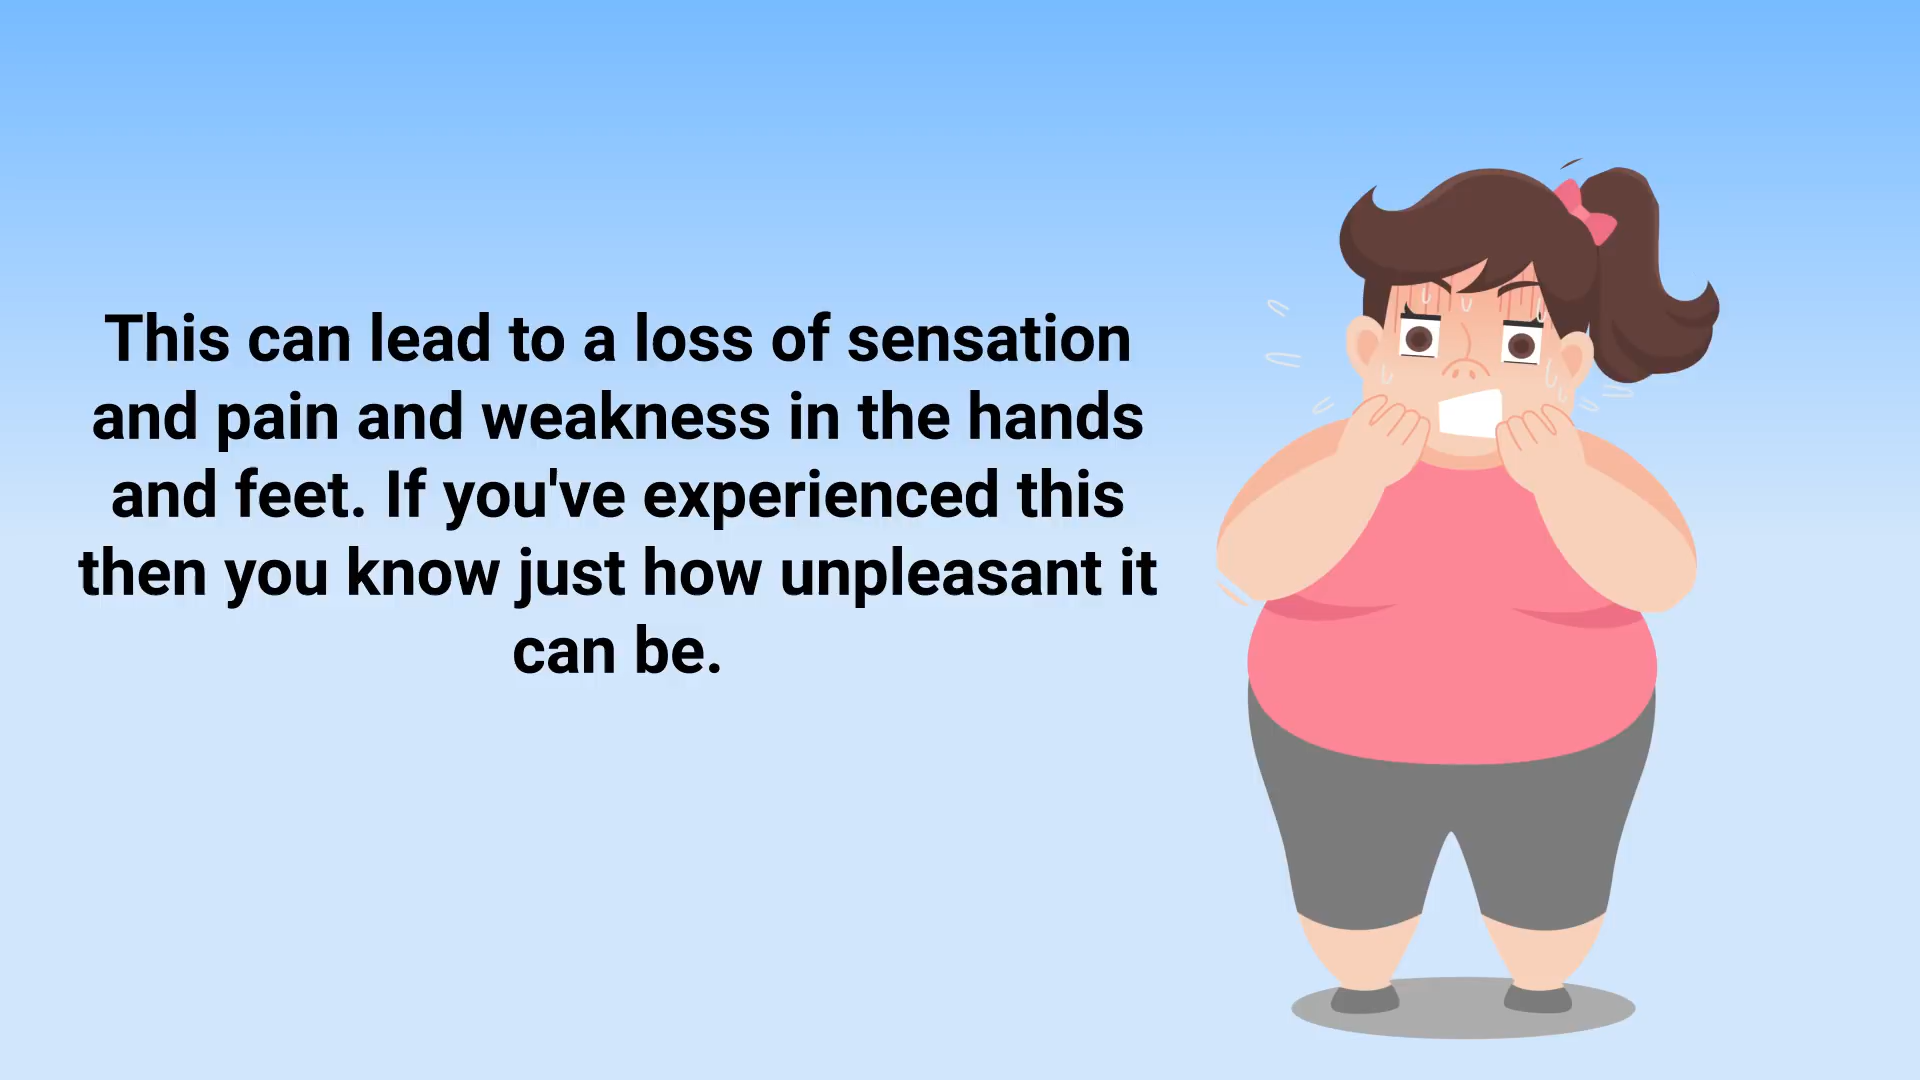 This can lead to a loss of sensation
and pain and weakness in the hands
and feet. If you've experienced this
then you know just how unpleasant it
can be.